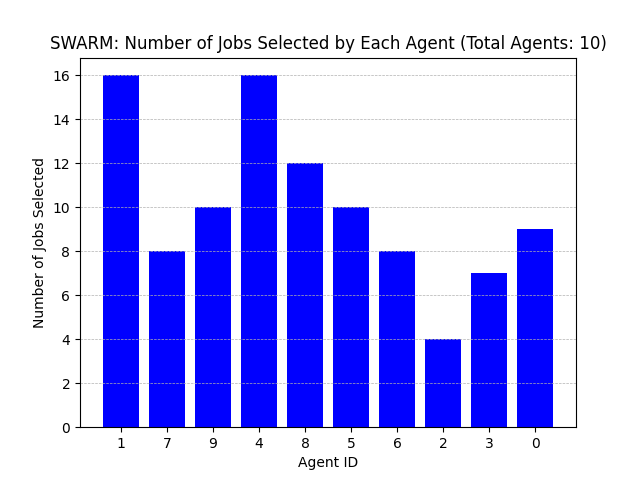 SWARM: Number of Jobs Selected by Each Agent (Total Agents: 10)
16
14
12
10
8
6
4
2
0
Number of Jobs Selected
1 7 9 4 8 5 6 2 3 0
Agent ID